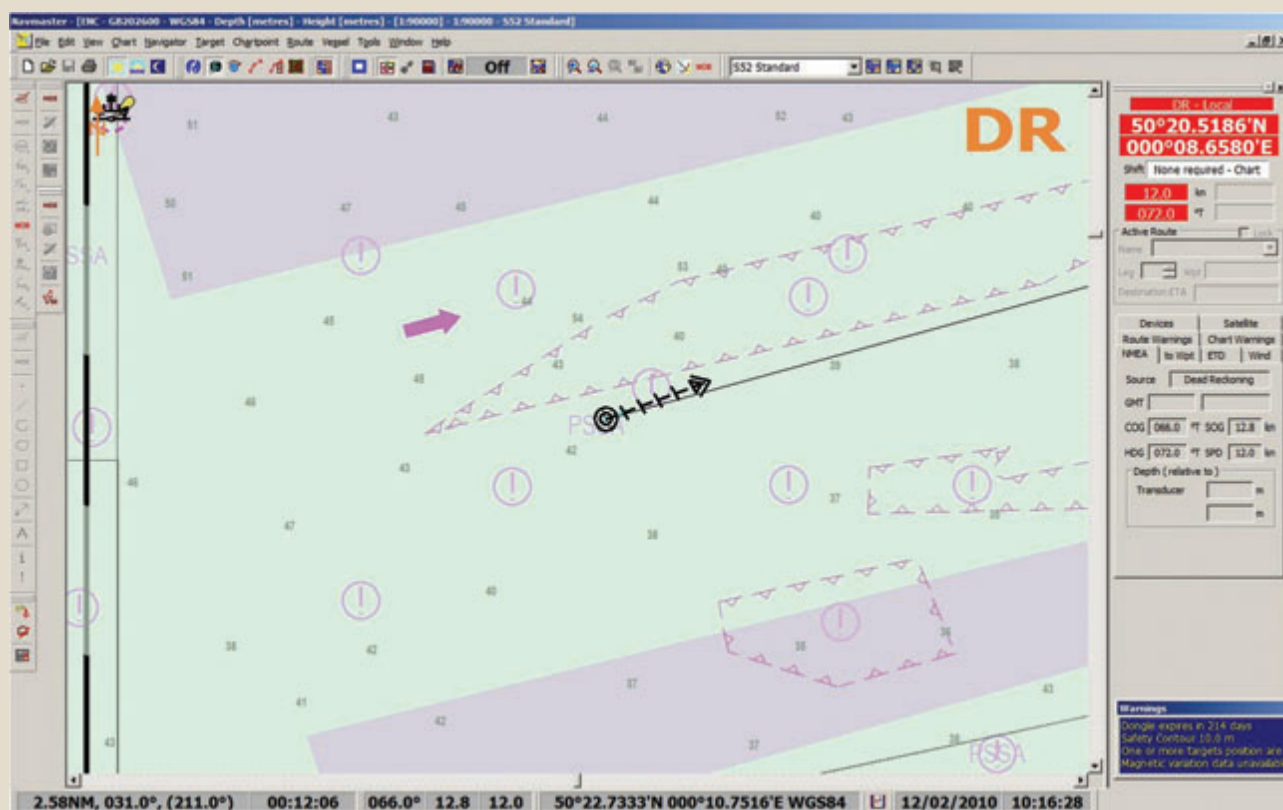 Navmaster - [ENC - GB202600 - WGS84 - Depth [metres] - Height [metres] - [1:90000] - 1:90000 - S52 Standard]
File Edit View Chart Navigator Target Chartpoint Route Vessel Tools Window Help
Off
S52 Standard
DR
DR - Local
50°20.5186'N
000°08.6580'E
Shift None required - Chart
12.0 kn
072.0 °T
Active Route Lock
Name
Leg Wpt
Destination ETA
Devices Satellite
Route Warnings Chart Warnings
NMEA to Wpt ETD Wind
Source Dead Reckoning
GMT
COG 066.0 °T SOG 12.8 kn
HDG 072.0 °T SPD 12.0 kn
Depth ( relative to )
Transducer m
m
51 43 44 52 43
50 47 48 44 40 40
PSSA
51 44 53
48 54 40
46 43 39 38
PSSA
42
43 37
46 47 38 35
40
38 42 38 36
37
41 42 43
43 37 36
PSSA
Warnings
Dongle expires in 214 days
Safety Contour 10.0 m
One or more targets position are
Magnetic variation data unavailabl
2.58NM, 031.0°, (211.0°) 00:12:06 066.0° 12.8 12.0 50°22.7333'N 000°10.7516'E WGS84 12/02/2010 10:16:28